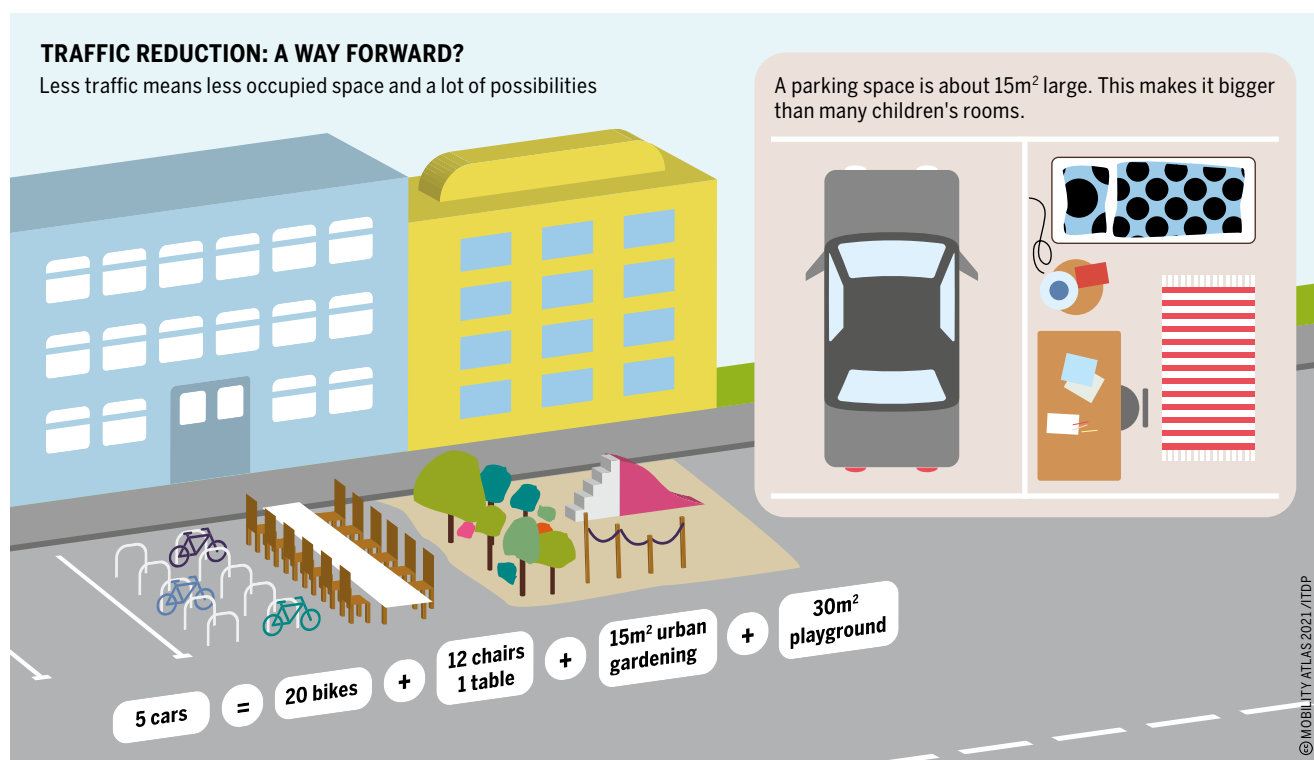 TRAFFIC REDUCTION: A WAY FORWARD?
Less traffic means less occupied space and a lot of possibilities
A parking space is about 15m² large. This makes it bigger
than many children's rooms.
5 cars
=
20 bikes
+
12 chairs
1 table
+
15m² urban
gardening
+
30m²
playground
🅭 MOBILITY ATLAS 2021/ITDP